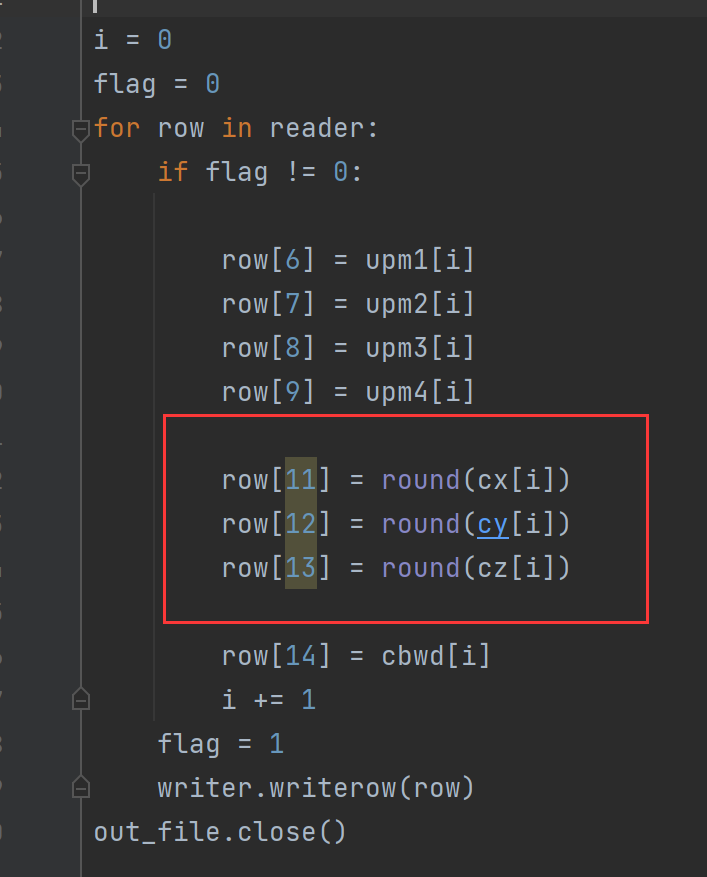 i = 0
flag = 0
for row in reader:
    if flag != 0:
        row[6] = upm1[i]
        row[7] = upm2[i]
        row[8] = upm3[i]
        row[9] = upm4[i]
        row[11] = round(cx[i])
        row[12] = round(cy[i])
        row[13] = round(cz[i])
        row[14] = cbwd[i]
        i += 1
    flag = 1
    writer.writerow(row)
out_file.close()